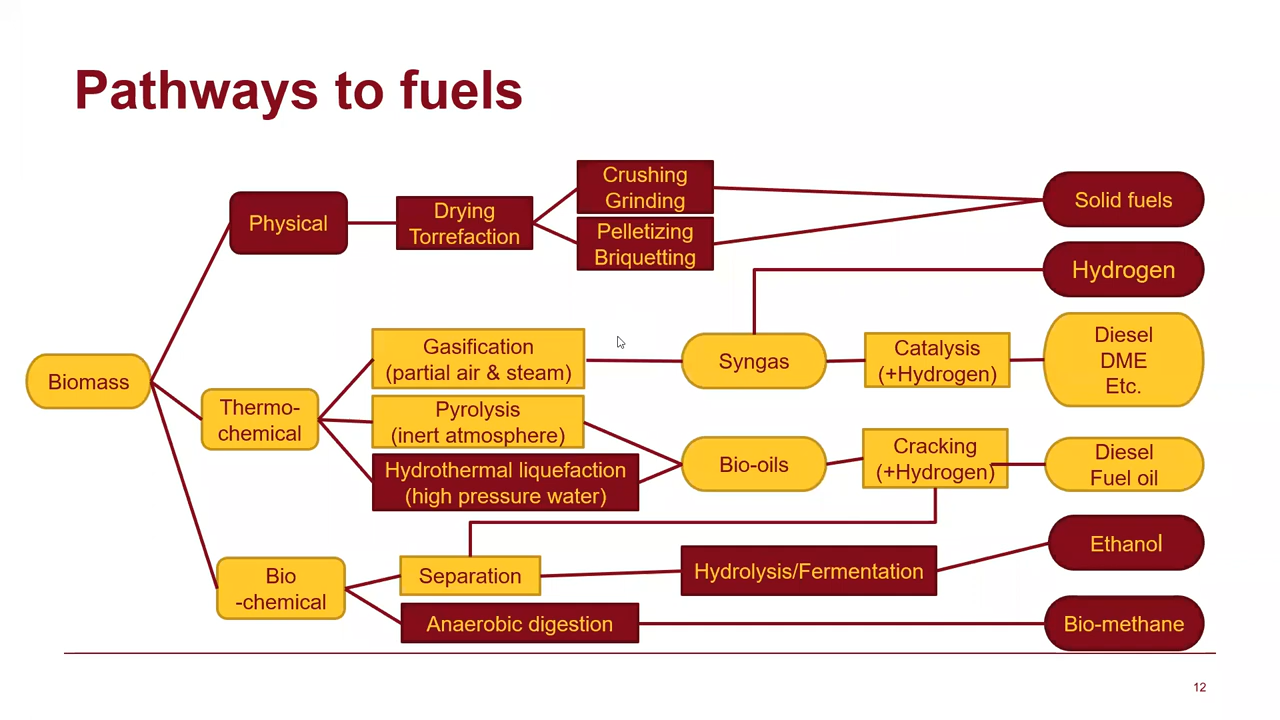 Pathways to fuels
Crushing
Grinding
Solid fuels
Physical
Drying
Torrefaction
Pelletizing
Briquetting
Hydrogen
Gasification
(partial air & steam)
Syngas
Catalysis
(+Hydrogen)
Diesel
DME
Etc.
Biomass
Thermo-
chemical
Pyrolysis
(inert atmosphere)
Hydrothermal liquefaction
(high pressure water)
Bio-oils
Cracking
(+Hydrogen)
Diesel
Fuel oil
Bio
-chemical
Separation
Hydrolysis/Fermentation
Ethanol
Anaerobic digestion
Bio-methane
12